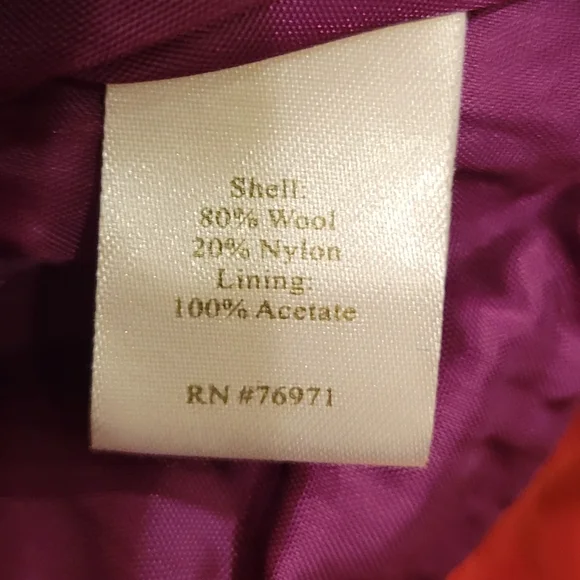 Shell:
80% Wool
20% Nylon
Lining:
100% Acetate
RN #76971